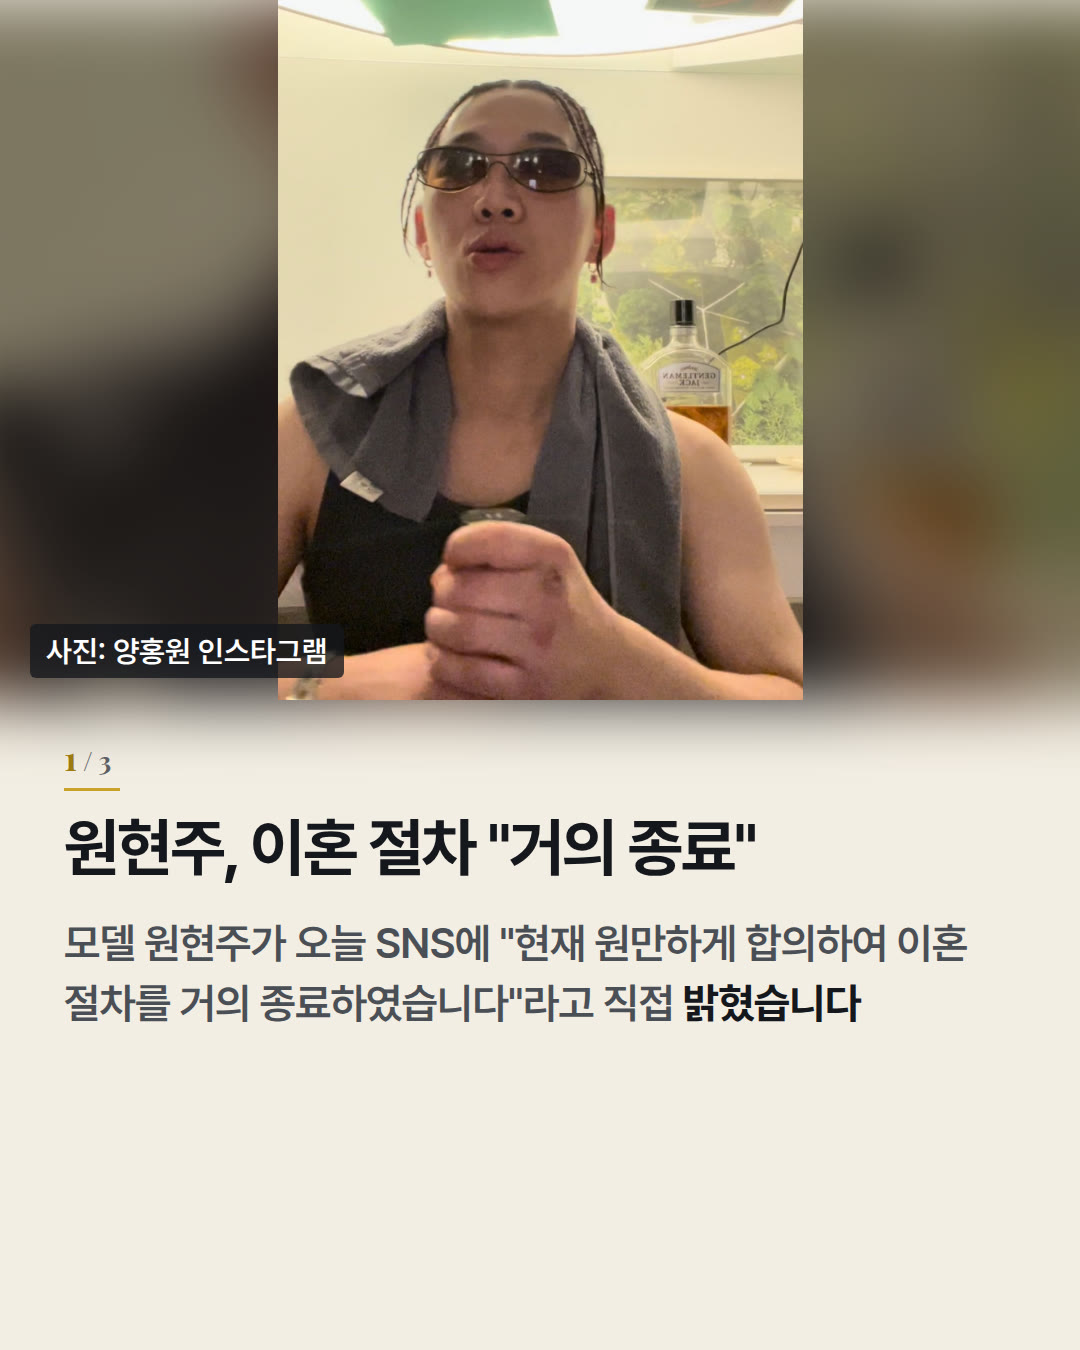 GENTLEMAN
JACK
사진: 양홍원 인스타그램
1 / 3
원현주, 이혼 절차 "거의 종료"
모델 원현주가 오늘 SNS에 "현재 원만하게 합의하여 이혼
절차를 거의 종료하였습니다"라고 직접 밝혔습니다